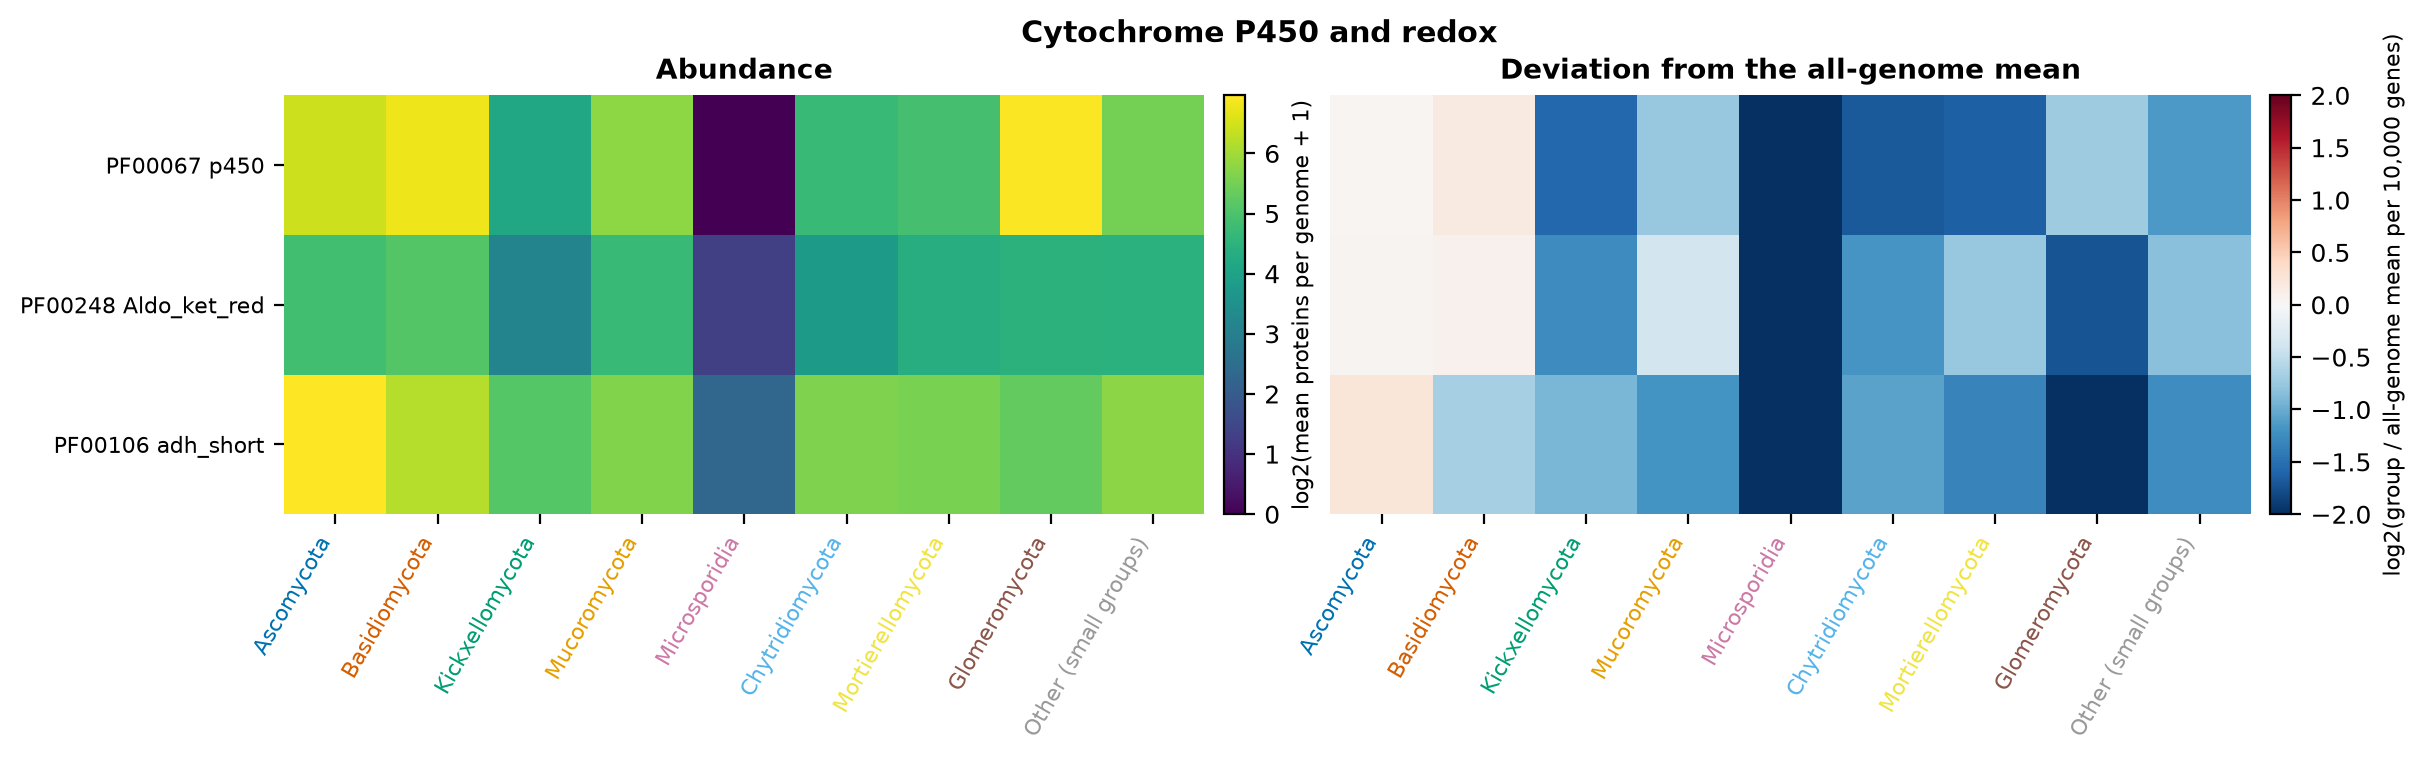 Cytochrome P450 and redox
Abundance
PF00067 p450
PF00248 Aldo_ket_red
PF00106 adh_short
Ascomycota
Basidiomycota
Kickxellomycota
Mucoromycota
Microsporidia
Chytridiomycota
Mortierellomycota
Glomeromycota
Other (small groups)
6
5
4
3
2
1
0
log2(mean proteins per genome + 1)
Deviation from the all-genome mean
Ascomycota
Basidiomycota
Kickxellomycota
Mucoromycota
Microsporidia
Chytridiomycota
Mortierellomycota
Glomeromycota
Other (small groups)
2.0
1.5
1.0
0.5
0.0
−0.5
−1.0
−1.5
−2.0
log2(group / all-genome mean per 10,000 genes)